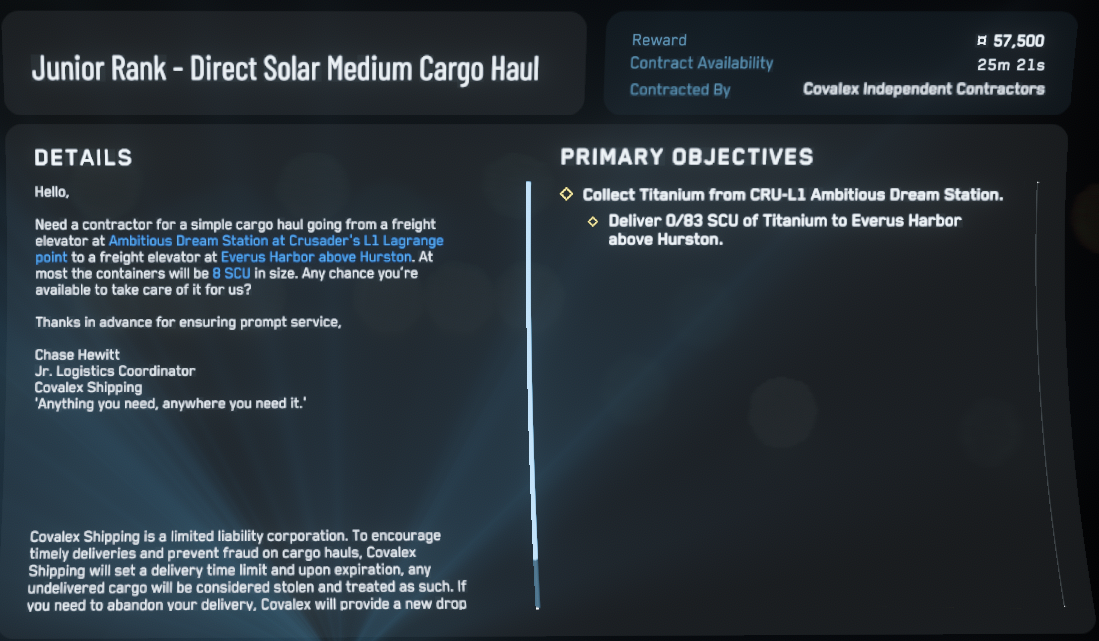 Junior Rank - Direct Solar Medium Cargo Haul
Reward ¤ 57,500
Contract Availability 25m 21s
Contracted By Covalex Independent Contractors
DETAILS
Hello,
Need a contractor for a simple cargo haul going from a freight
elevator at Ambitious Dream Station at Crusader's L1 Lagrange
point to a freight elevator at Everus Harbor above Hurston. At
most the containers will be 8 SCU in size. Any chance you're
available to take care of it for us?
Thanks in advance for ensuring prompt service,
Chase Hewitt
Jr. Logistics Coordinator
Covalex Shipping
'Anything you need, anywhere you need it.'
Covalex Shipping is a limited liability corporation. To encourage
timely deliveries and prevent fraud on cargo hauls, Covalex
Shipping will set a delivery time limit and upon expiration, any
undelivered cargo will be considered stolen and treated as such. If
you need to abandon your delivery, Covalex will provide a new drop
PRIMARY OBJECTIVES
Collect Titanium from CRU-L1 Ambitious Dream Station.
Deliver 0/83 SCU of Titanium to Everus Harbor
above Hurston.